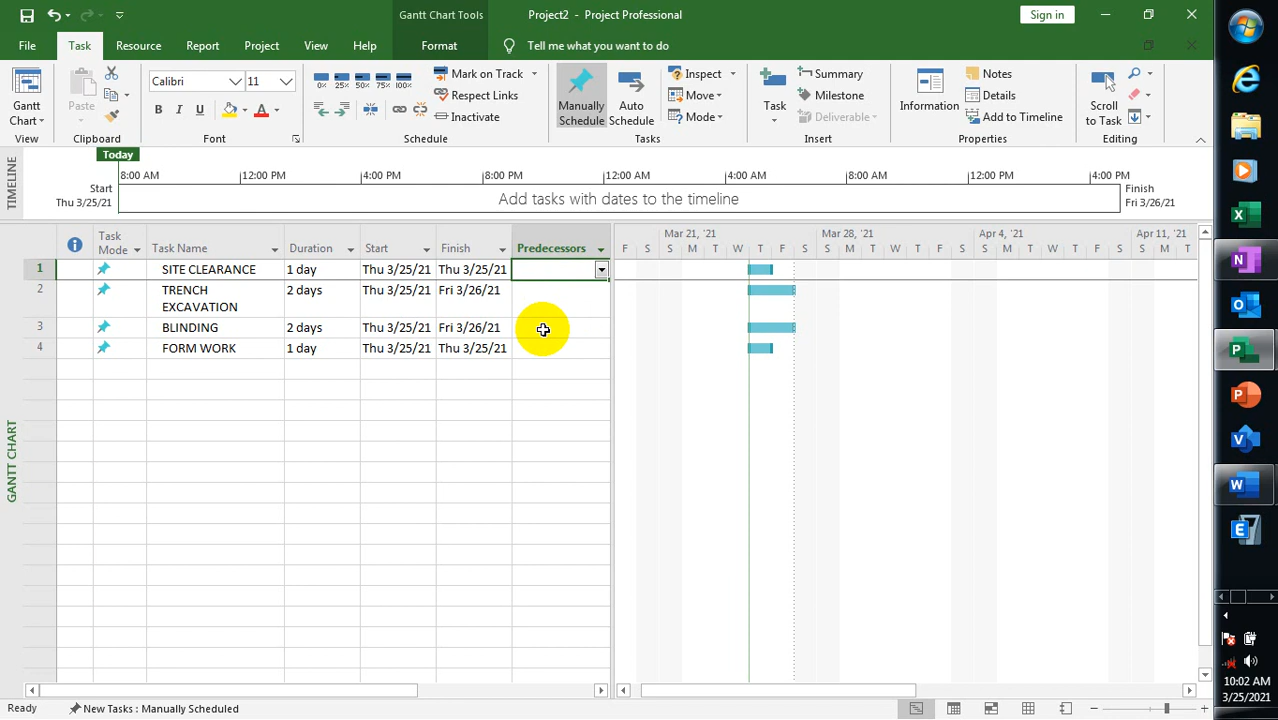 Gantt Chart Tools
Project2 - Project Professional
Sign in
File Task Resource Report Project View Help Format Tell me what you want to do
Gantt Chart
View
Paste
Clipboard
Calibri 11
B I U A
Font
0% 25% 50% 75% 100%
Mark on Track
Respect Links
Inactivate
Schedule
Manually Schedule
Auto Schedule
Inspect
Move
Mode
Tasks
Task
Summary
Milestone
Deliverable
Insert
Information
Notes
Details
Add to Timeline
Properties
Scroll to Task
Editing
TIMELINE
Today
8:00 AM 12:00 PM 4:00 PM 8:00 PM 12:00 AM 4:00 AM 8:00 AM 12:00 PM 4:00 PM
Start
Thu 3/25/21
Add tasks with dates to the timeline
Finish
Fri 3/26/21
GANTT CHART
Task Mode Task Name Duration Start Finish Predecessors
Mar 21, '21 Mar 28, '21 Apr 4, '21 Apr 11, '21
F S S M T W T F S S M T W T F S S M T W T F S S M T
1 SITE CLEARANCE 1 day Thu 3/25/21 Thu 3/25/21
2 TRENCH EXCAVATION 2 days Thu 3/25/21 Fri 3/26/21
3 BLINDING 2 days Thu 3/25/21 Fri 3/26/21
4 FORM WORK 1 day Thu 3/25/21 Thu 3/25/21
Ready New Tasks : Manually Scheduled
10:02 AM
3/25/2021